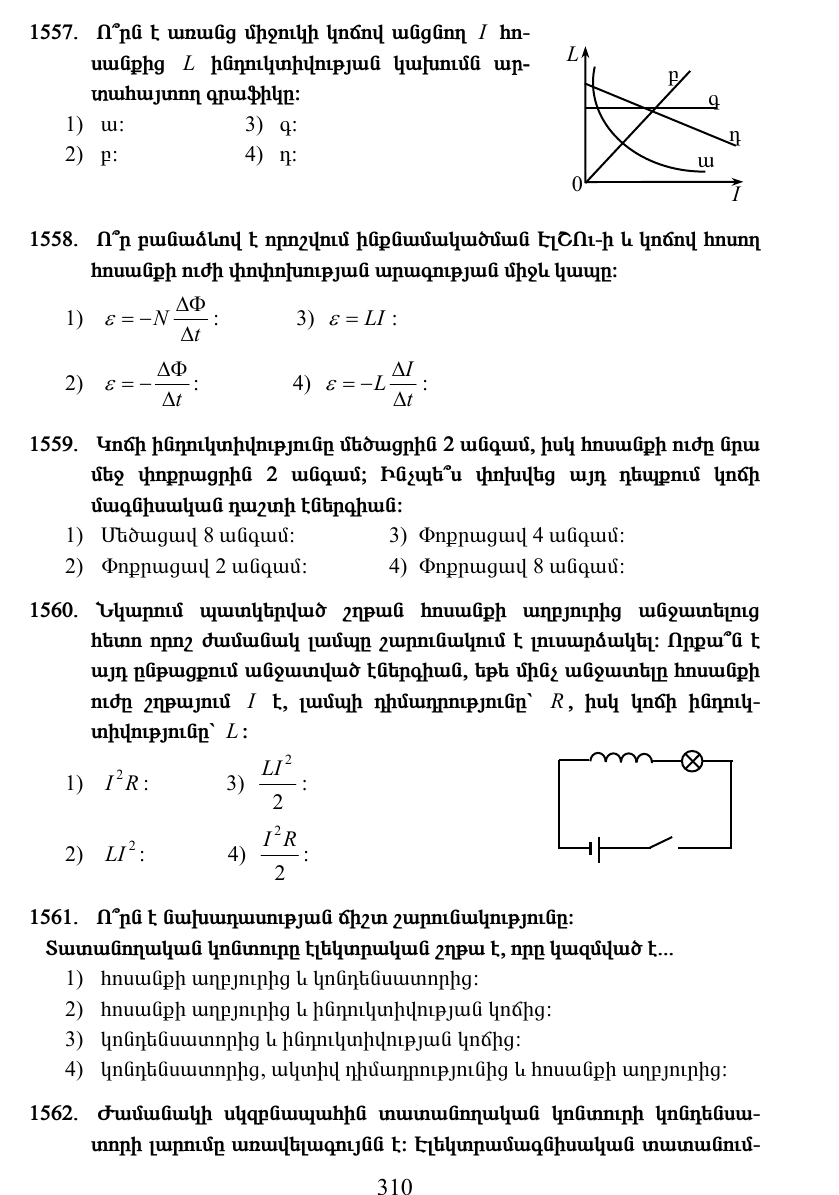 1557. Ո՞րն է առանց միջուկի կոճով անցնող I հո-
սանքից L ինդուկտիվության կախումն ար-
տահայտող գրաֆիկը:
1) ա: 3) գ:
2) բ: 4) դ:
L
բ
գ
դ
ա
0
I
1558. Ո՞ր բանաձևով է որոշվում ինքնամակածման ԷլՇՈւ-ի և կոճով հոսող
հոսանքի ուժի փոփոխության արագության միջև կապը:
1) ε = −N ΔΦ/Δt : 3) ε = LI :
2) ε = − ΔΦ/Δt : 4) ε = −L ΔI/Δt :
1559. Կոճի ինդուկտիվությունը մեծացրին 2 անգամ, իսկ հոսանքի ուժը նրա
մեջ փոքրացրին 2 անգամ; Ինչպե՞ս փոխվեց այդ դեպքում կոճի
մագնիսական դաշտի էներգիան:
1) Մեծացավ 8 անգամ: 3) Փոքրացավ 4 անգամ:
2) Փոքրացավ 2 անգամ: 4) Փոքրացավ 8 անգամ:
1560. Նկարում պատկերված շղթան հոսանքի աղբյուրից անջատելուց
հետո որոշ ժամանակ լամպը շարունակում է լուսարձակել: Որքա՞ն է
այդ ընթացքում անջատված էներգիան, եթե մինչ անջատելը հոսանքի
ուժը շղթայում I է, լամպի դիմադրությունը՝ R, իսկ կոճի ինդուկ-
տիվությունը՝ L:
1) I²R: 3) LI²/2 :
2) LI²: 4) I²R/2 :
1561. Ո՞րն է նախադասության ճիշտ շարունակությունը:
Տատանողական կոնտուրը էլեկտրական շղթա է, որը կազմված է...
1) հոսանքի աղբյուրից և կոնդենսատորից:
2) հոսանքի աղբյուրից և ինդուկտիվության կոճից:
3) կոնդենսատորից և ինդուկտիվության կոճից:
4) կոնդենսատորից, ակտիվ դիմադրությունից և հոսանքի աղբյուրից:
1562. Ժամանակի սկզբնապահին տատանողական կոնտուրի կոնդենսա-
տորի լարումը առավելագույնն է: Էլեկտրամագնիսական տատանում-
310